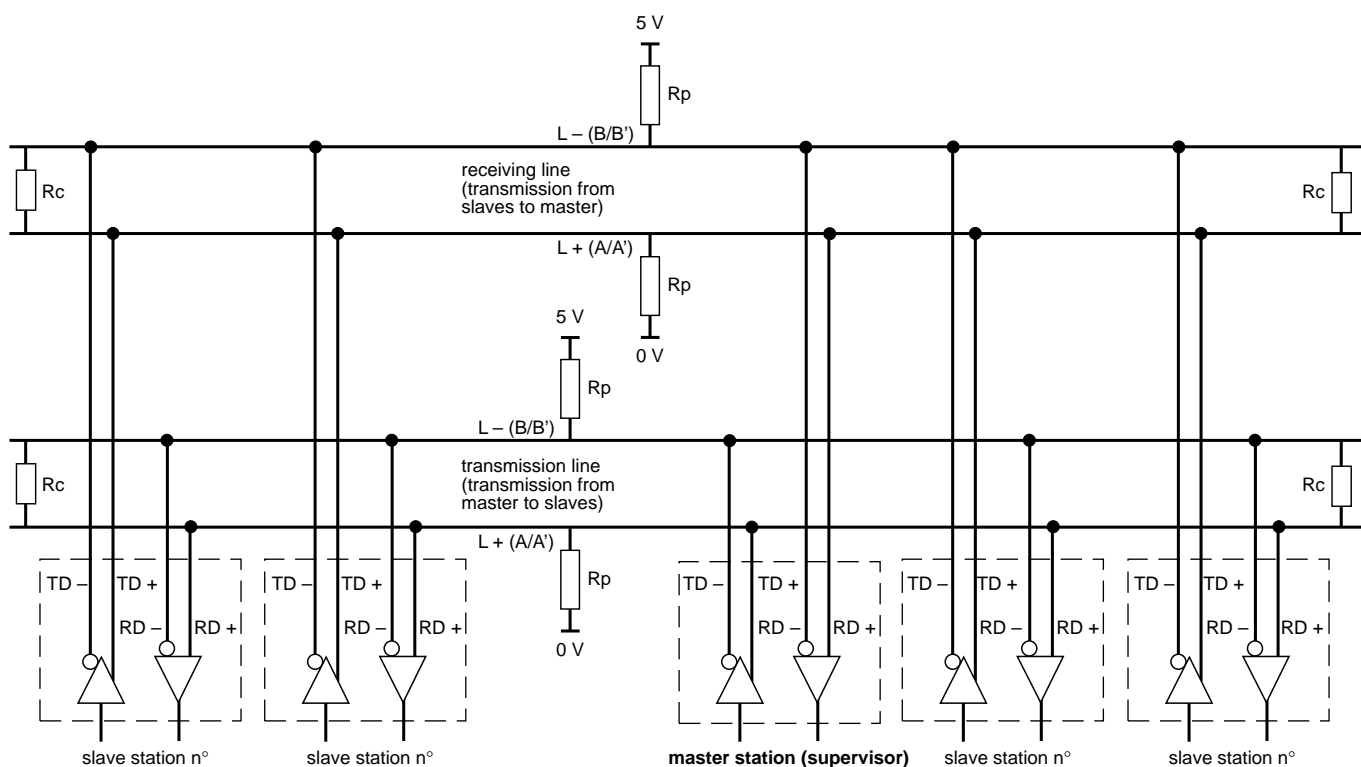 5 V
Rp
L – (B/B')
Rc
receiving line
(transmission from
slaves to master)
Rc
L + (A/A')
Rp
5 V
0 V
Rp
L – (B/B')
Rc
transmission line
(transmission from
master to slaves)
Rc
L + (A/A')
Rp
0 V
TD – TD +
RD – RD +
TD – TD +
RD – RD +
TD – TD +
RD – RD +
TD – TD +
RD – RD +
TD – TD +
RD – RD +
slave station n°
slave station n°
master station (supervisor)
slave station n°
slave station n°